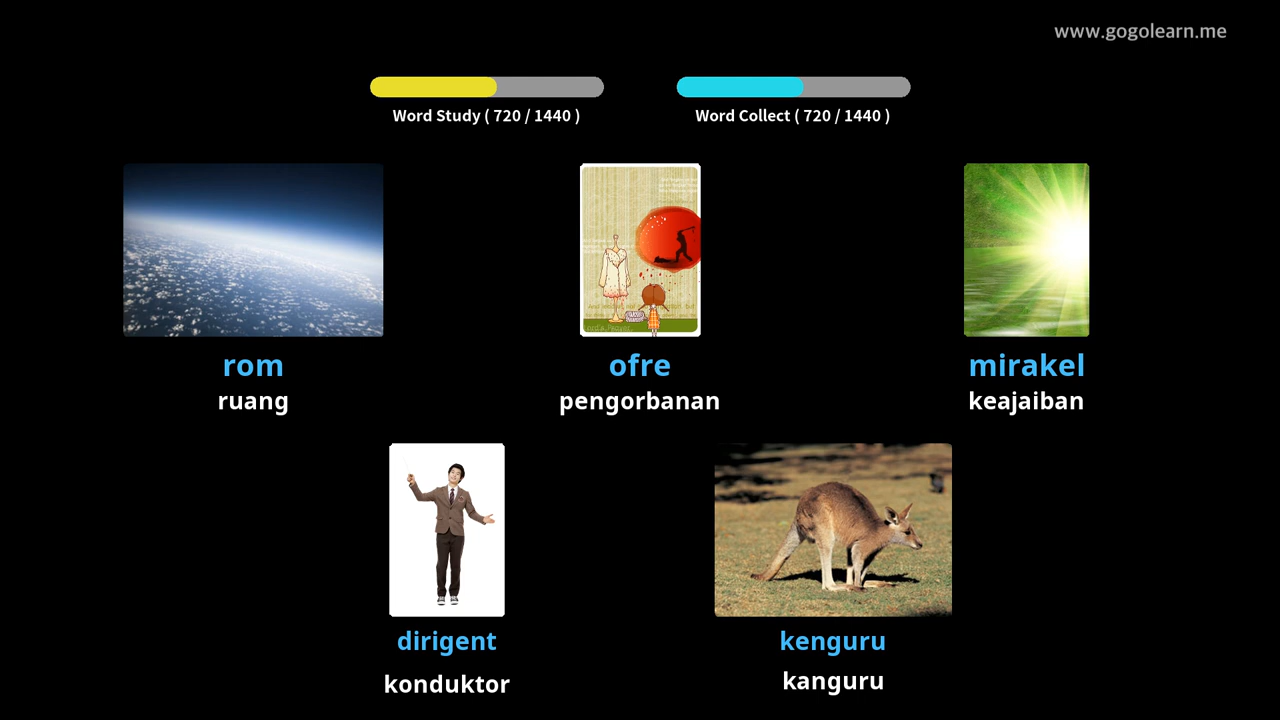 www.gogolearn.me
Word Study ( 720 / 1440 )
Word Collect ( 720 / 1440 )
rom
ruang
ofre
pengorbanan
mirakel
keajaiban
dirigent
konduktor
kenguru
kanguru